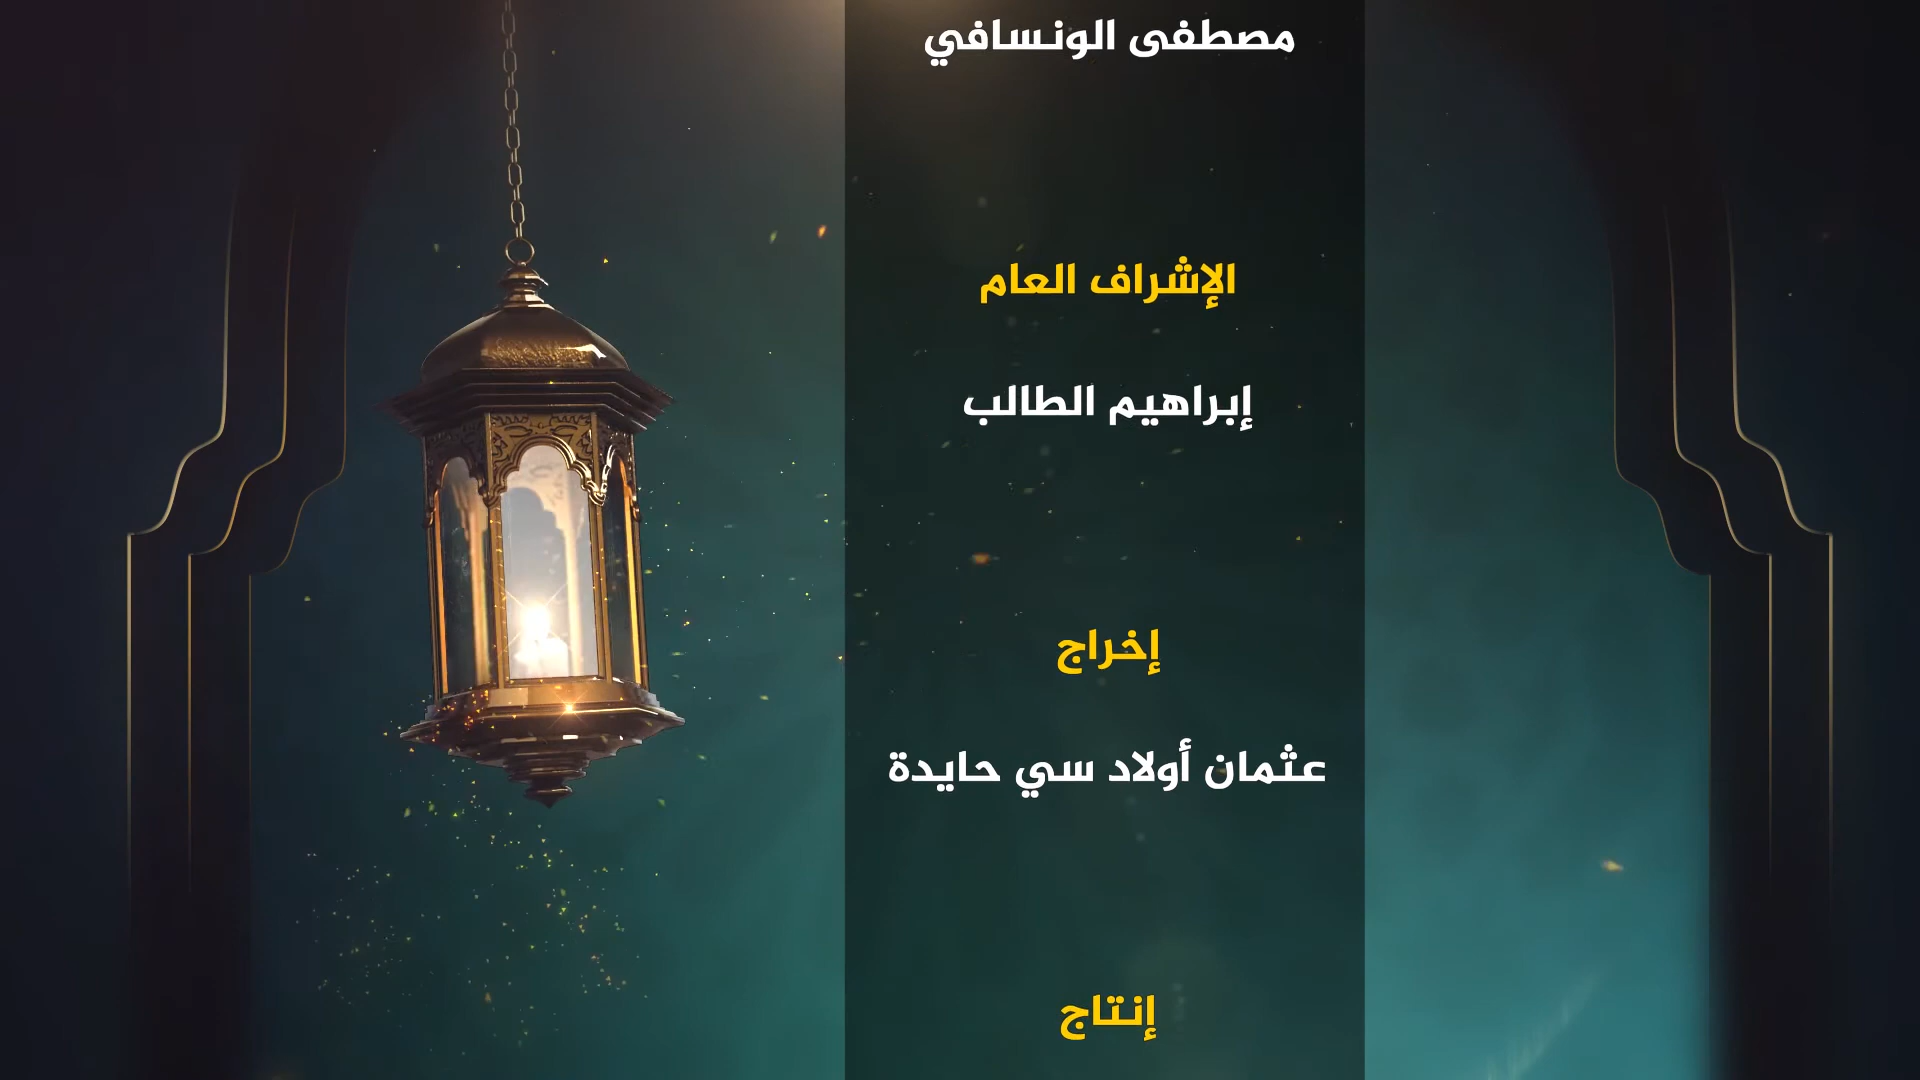 مصطفى الونسافي
الإشراف العام
إبراهيم الطالب
إخراج
عثمان أولاد سي حايدة
إنتاج